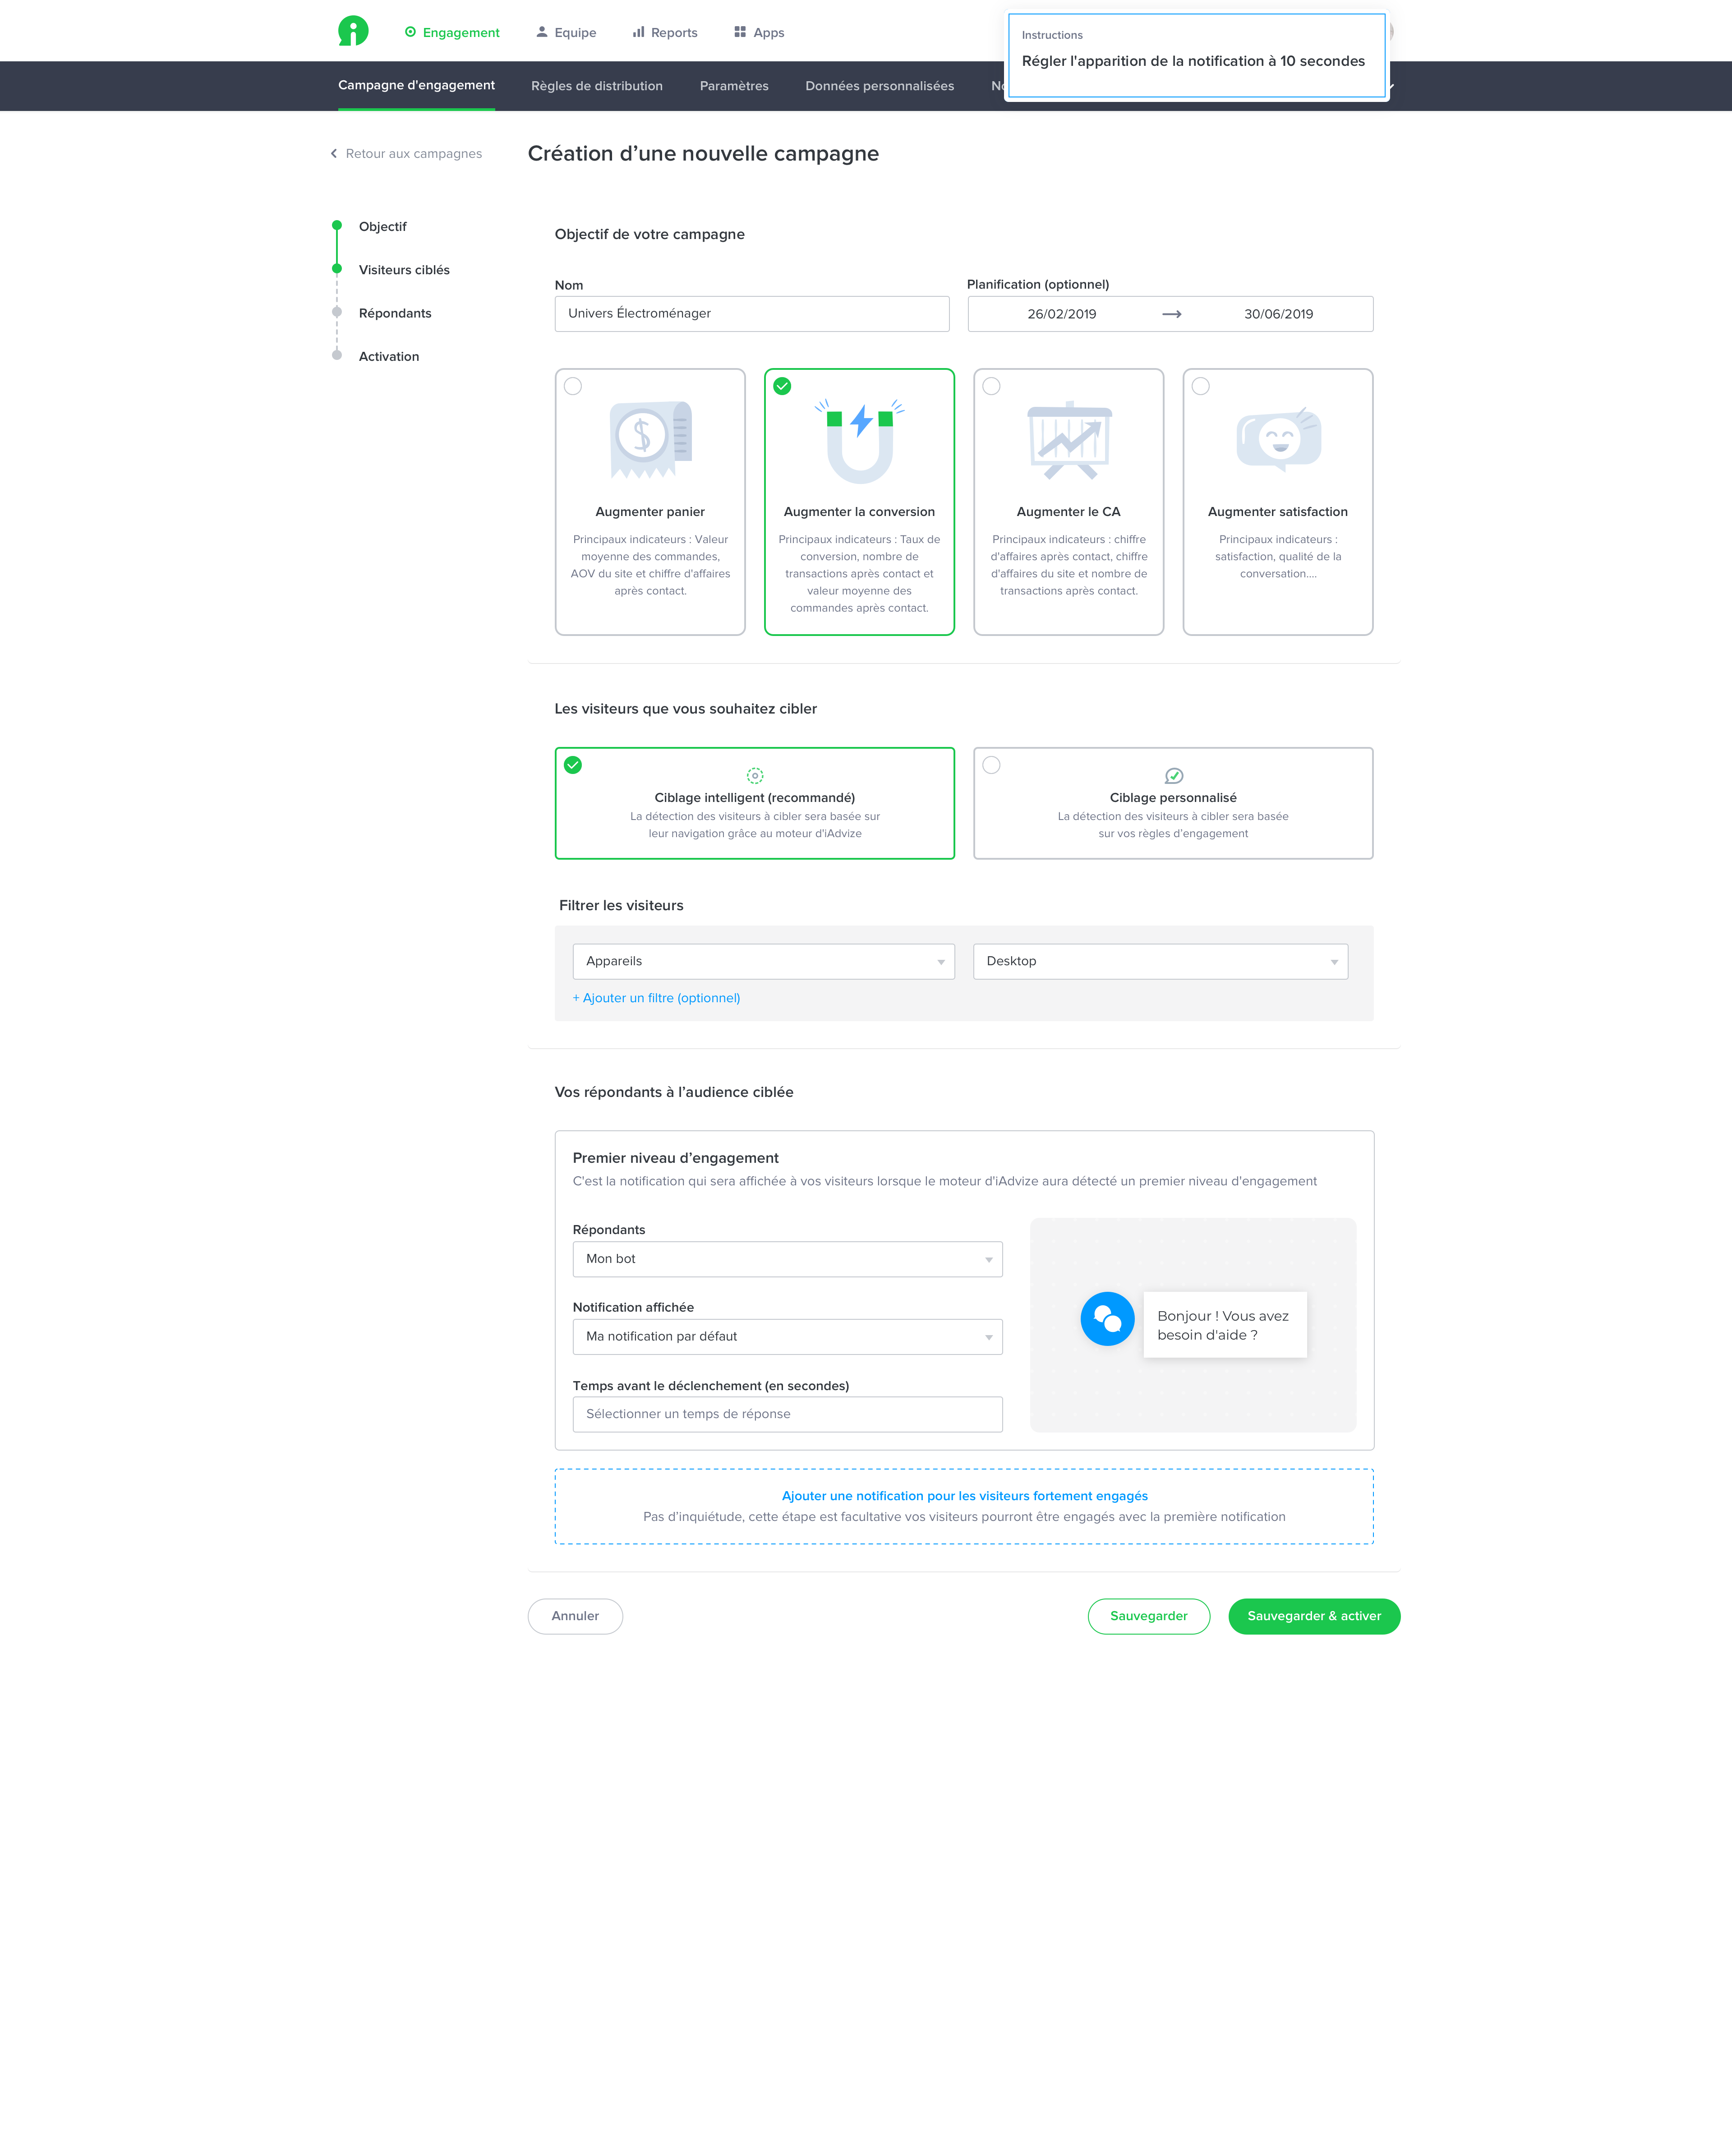 Engagement
Equipe
Reports
Apps
Instructions
Régler l'apparition de la notification à 10 secondes
Campagne d'engagement
Règles de distribution
Paramètres
Données personnalisées
Retour aux campagnes
Création d’une nouvelle campagne
Objectif
Visiteurs ciblés
Répondants
Activation
Objectif de votre campagne
Nom
Planification (optionnel)
Univers Électroménager
26/02/2019
30/06/2019
Augmenter panier
Principaux indicateurs : Valeur
moyenne des commandes,
AOV du site et chiffre d'affaires
après contact.
Augmenter la conversion
Principaux indicateurs : Taux de
conversion, nombre de
transactions après contact et
valeur moyenne des
commandes après contact.
Augmenter le CA
Principaux indicateurs : chiffre
d'affaires après contact, chiffre
d'affaires du site et nombre de
transactions après contact.
Augmenter satisfaction
Principaux indicateurs :
satisfaction, qualité de la
conversation....
Les visiteurs que vous souhaitez cibler
Ciblage intelligent (recommandé)
La détection des visiteurs à cibler sera basée sur
leur navigation grâce au moteur d'iAdvize
Ciblage personnalisé
La détection des visiteurs à cibler sera basée
sur vos règles d’engagement
Filtrer les visiteurs
Appareils
Desktop
+ Ajouter un filtre (optionnel)
Vos répondants à l’audience ciblée
Premier niveau d’engagement
C'est la notification qui sera affichée à vos visiteurs lorsque le moteur d'iAdvize aura détecté un premier niveau d'engagement
Répondants
Mon bot
Notification affichée
Ma notification par défaut
Temps avant le déclenchement (en secondes)
Sélectionner un temps de réponse
Bonjour ! Vous avez
besoin d'aide ?
Ajouter une notification pour les visiteurs fortement engagés
Pas d’inquiétude, cette étape est facultative vos visiteurs pourront être engagés avec la première notification
Annuler
Sauvegarder
Sauvegarder & activer